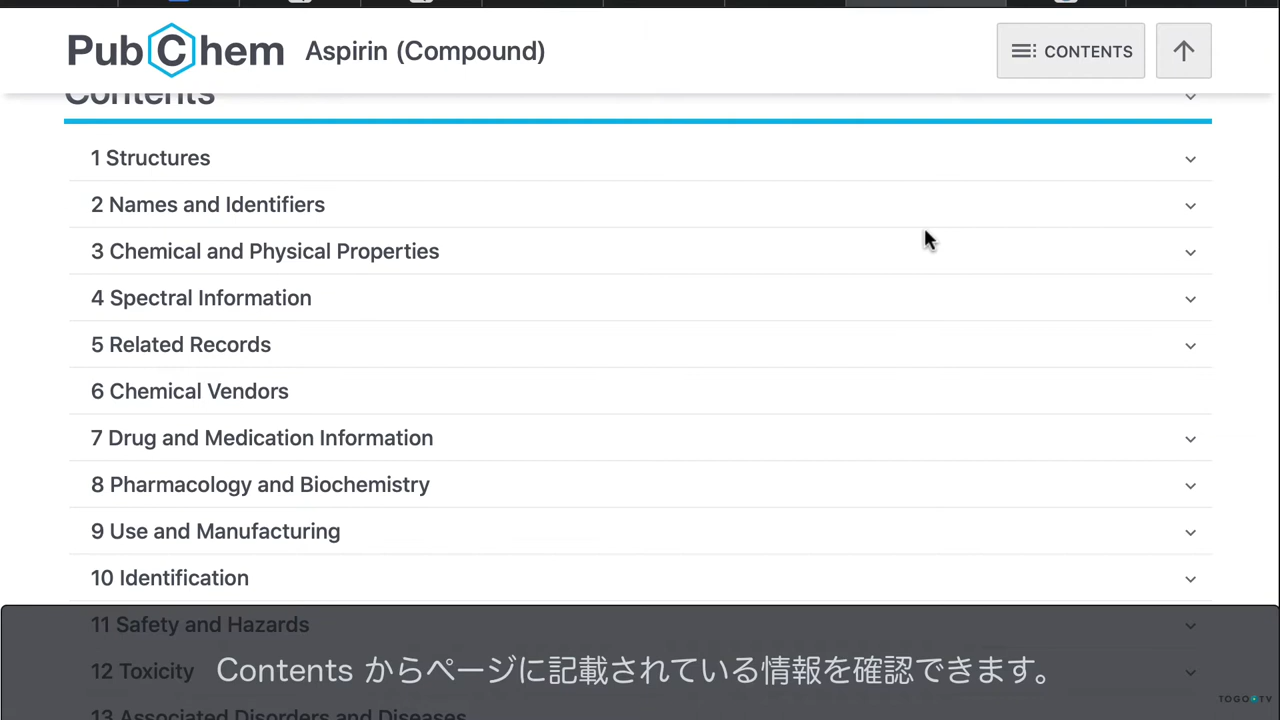 PubChem Aspirin (Compound)
CONTENTS
Contents
1 Structures
2 Names and Identifiers
3 Chemical and Physical Properties
4 Spectral Information
5 Related Records
6 Chemical Vendors
7 Drug and Medication Information
8 Pharmacology and Biochemistry
9 Use and Manufacturing
10 Identification
11 Safety and Hazards
12 Toxicity
Contents からページに記載されている情報を確認できます。
13 Associated Disorders and Diseases
TOGO TV